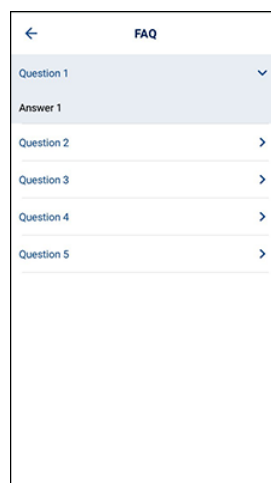 FAQ
Question 1
Answer 1
Question 2
Question 3
Question 4
Question 5